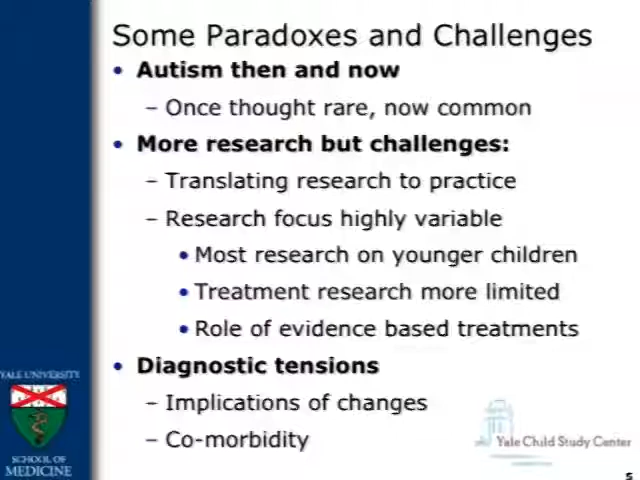 Some Paradoxes and Challenges
• Autism then and now
– Once thought rare, now common
• More research but challenges:
– Translating research to practice
– Research focus highly variable
• Most research on younger children
• Treatment research more limited
• Role of evidence based treatments
• Diagnostic tensions
– Implications of changes
– Co-morbidity
YALE UNIVERSITY
SCHOOL OF
MEDICINE
Yale Child Study Center
5